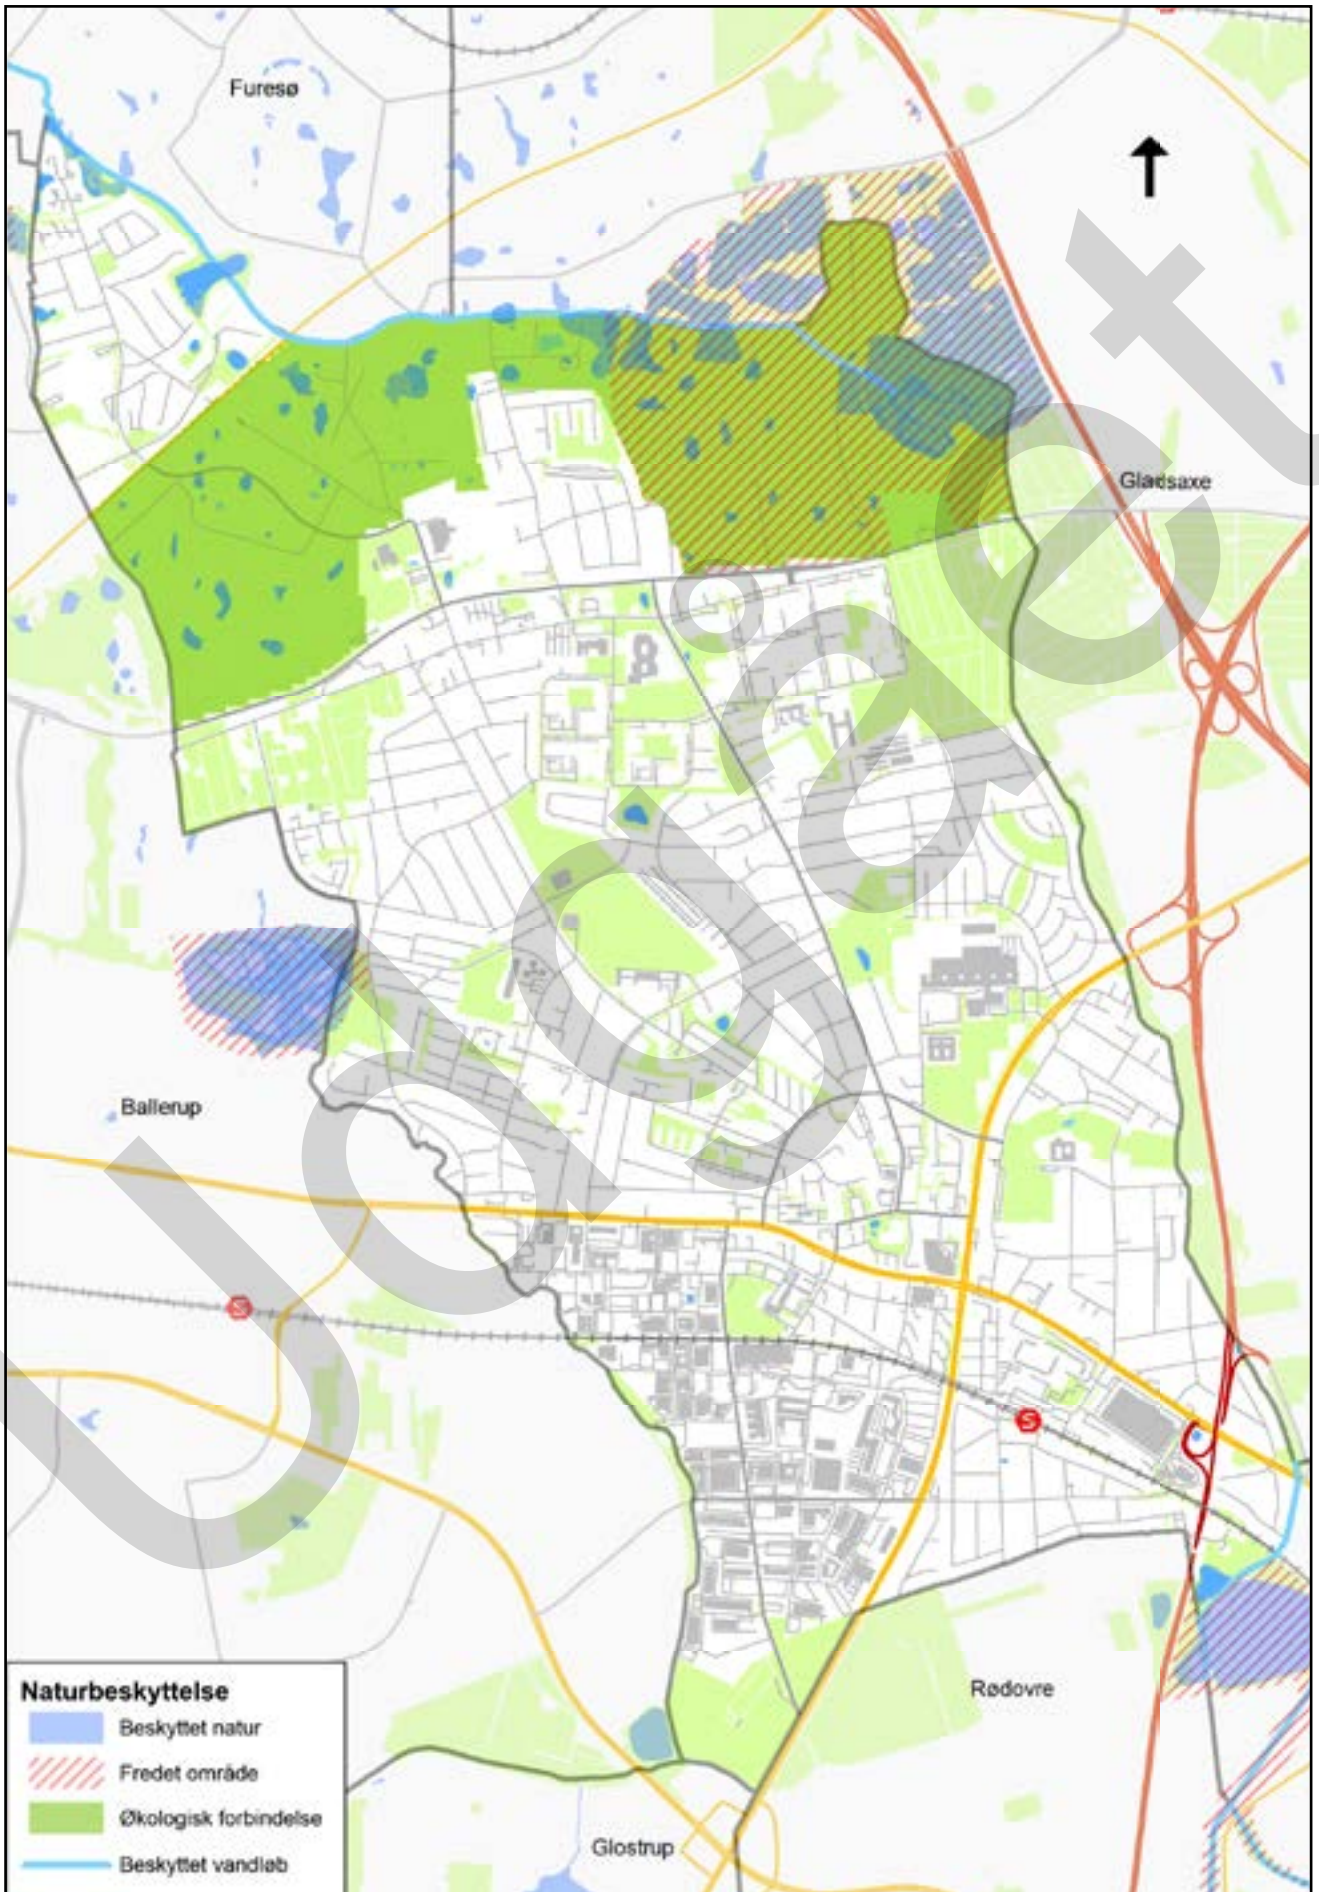 Furesø
Gladsaxe
Ballerup
Rødovre
Glostrup
S
S
Udgået
Naturbeskyttelse
Beskyttet natur
Fredet område
Økologisk forbindelse
Beskyttet vandløb